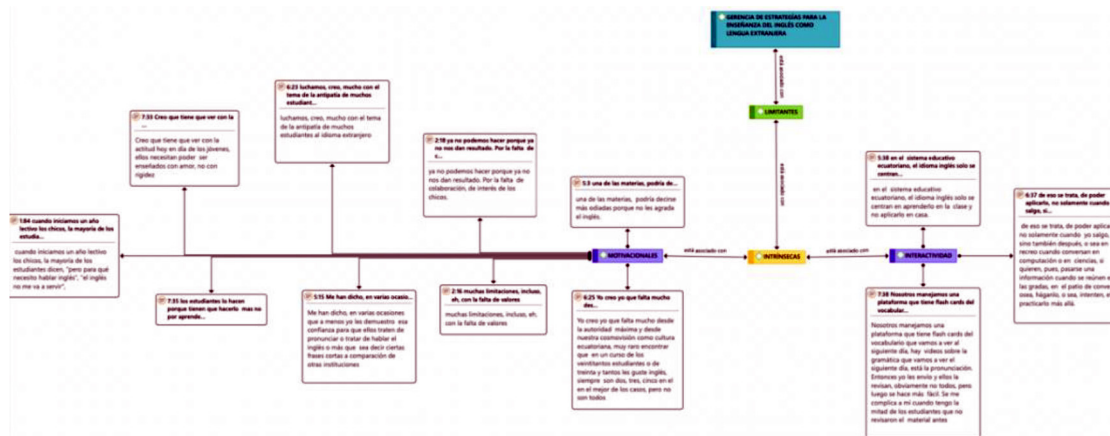 GERENCIA DE ESTRATEGÍAS PARA LA
ENSEÑANZA DEL INGLÉS COMO
LENGUA EXTRANJERA
está asociado con
LIMITANTES
está asociado con
6:23 luchamos, creo, mucho con el
tema de la antipatía de muchos
estudiant...
luchamos, creo, mucho con el tema
de la antipatía de muchos
estudiantes al idioma extranjero
7:33 Creo que tiene que ver con la
...
Creo que tiene que ver con la
actitud hoy en día de los jóvenes,
ellos necesitan poder ser
enseñados con amor, no con
rigidez
2:18 ya no podemos hacer porque ya
no nos dan resultado. Por la falta de
c...
ya no podemos hacer porque ya
no nos dan resultado. Por la falta de
colaboración, de interés de los
chicos.
5:3 una de las materias, podría de...
una de las materias, podría decirse
más odiadas porque no les agrada
el inglés.
5:38 en el sistema educativo
ecuatoriano, el idioma inglés solo se
centran...
en el sistema educativo
ecuatoriano, el idioma inglés solo se
centran en aprenderlo en la clase y
no aplicarlo en casa.
6:37 de eso se trata, de poder
aplicarlo, no solamente cuando
salgo, si...
de eso se trata, de poder aplica
no solamente cuando yo salgo,
sino también después, o sea en
recreo cuando conversan en
computación o en ciencias, si
quieren, pues, pasarse una
información cuando se reúnen e
las gradas, en el patio de come
osea, háganlo, o sea, intenten, e
practicarlo más allá.
1:84 cuando iniciamos un año
lectivo los chicos, la mayoría de los
estudia...
cuando iniciamos un año lectivo
los chicos, la mayoría de los
estudiantes dicen, "pero para qué
necesito hablar inglés", "el inglés
no me va a servir",
MOTIVACIONALES
está asociado con
INTRÍNSECAS
está asociado con
INTERACTIVIDAD
7:35 los estudiantes lo hacen
porque tienen que hacerlo mas no
por aprende...
5:15 Me han dicho, en varias ocasio...
Me han dicho, en varias ocasiones
que a menos yo les demuestro esa
confianza para que ellos traten
de pronunciar o tratar de hablar el
inglés o más que sea decir ciertas
frases cortas a comparación de
otras instituciones
2:16 muchas limitaciones, incluso,
eh, con la falta de valores
muchas limitaciones, incluso, eh,
con la falta de valores
6:25 Yo creo yo que falta mucho
des...
Yo creo yo que falta mucho desde
la autoridad máxima y desde
nuestra cosmovisión como cultura
ecuatoriana, muy raro encontrar
que en un curso de los
veintitantos estudiantes o de
treinta y tantos les guste inglés,
siempre son dos, tres, cinco en el
en el mejor de los casos, pero no
son todos
7:38 Nosotros manejamos una
plataforma que tiene flash cards del
vocabular...
Nosotros manejamos una
plataforma que tiene flash cards del
vocabulario que vamos a ver al
siguiente día, hay videos sobre la
gramática que vamos a ver el
siguiente día, está la pronunciación.
Entonces yo les envío y ellos la
revisan, obviamente no todos, pero
luego se hace más fácil. Se me
complica a mí cuando tengo la
mitad de los estudiantes que no
revisaron el material antes